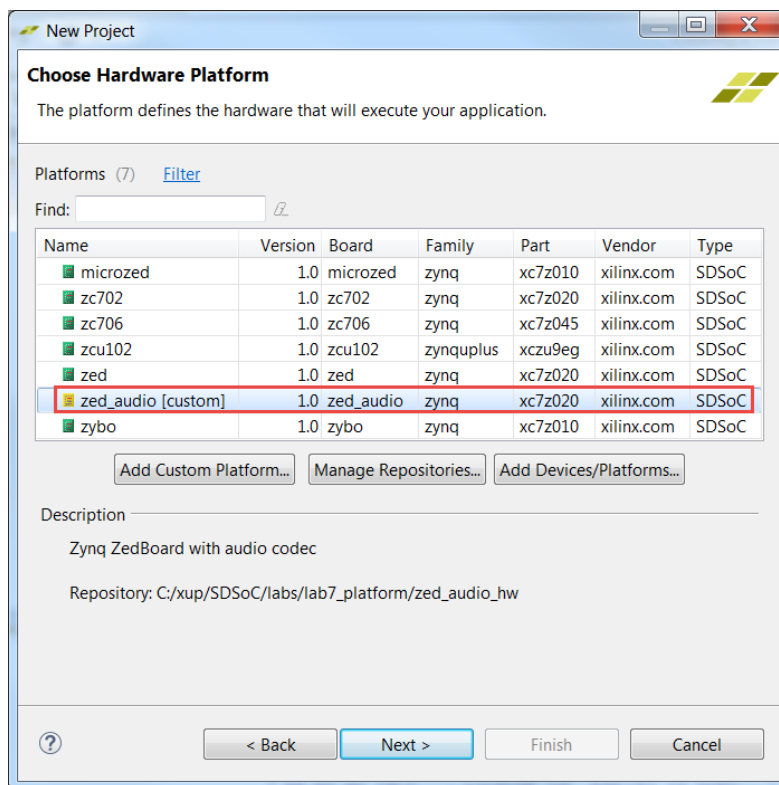 New Project
Choose Hardware Platform
The platform defines the hardware that will execute your application.
Platforms (7) Filter
Find:
Name Version Board Family Part Vendor Type
microzed 1.0 microzed zynq xc7z010 xilinx.com SDSoC
zc702 1.0 zc702 zynq xc7z020 xilinx.com SDSoC
zc706 1.0 zc706 zynq xc7z045 xilinx.com SDSoC
zcu102 1.0 zcu102 zynquplus xczu9eg xilinx.com SDSoC
zed 1.0 zed zynq xc7z020 xilinx.com SDSoC
zed_audio [custom] 1.0 zed_audio zynq xc7z020 xilinx.com SDSoC
zybo 1.0 zybo zynq xc7z010 xilinx.com SDSoC
Add Custom Platform... Manage Repositories... Add Devices/Platforms...
Description
Zynq ZedBoard with audio codec
Repository: C:/xup/SDSoC/labs/lab7_platform/zed_audio_hw
? < Back Next > Finish Cancel